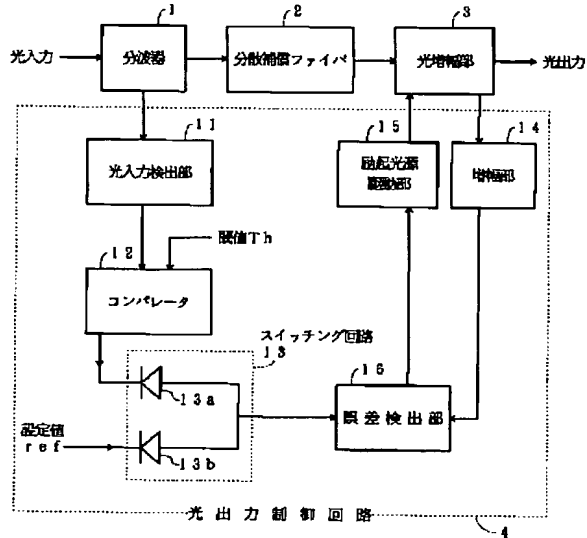 1
2
3
光入力
分波器
分散補償ファイバ
光増幅部
光出力
11
15
14
光入力検出部
励起光源
駆動部
増幅部
閾値Th
12
コンパレータ
スイッチング回路
13
13a
16
誤差検出部
設定値
ref
13b
光出力制御回路
4